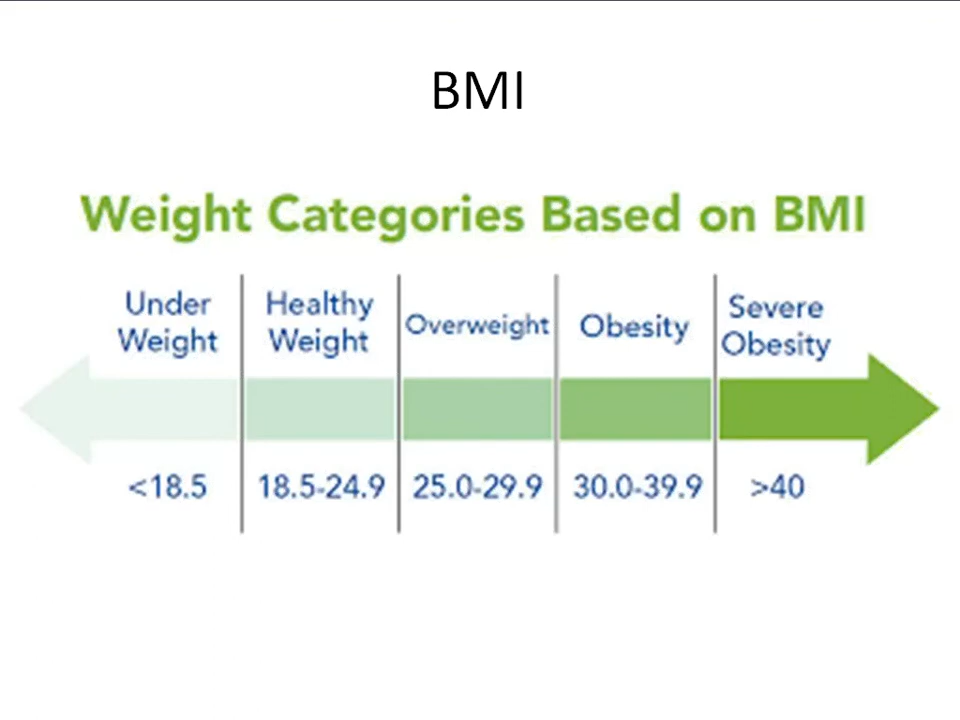 BMI
Weight Categories Based on BMI
Under
Weight
Healthy
Weight
Overweight
Obesity
Severe
Obesity
<18.5
18.5-24.9
25.0-29.9
30.0-39.9
>40